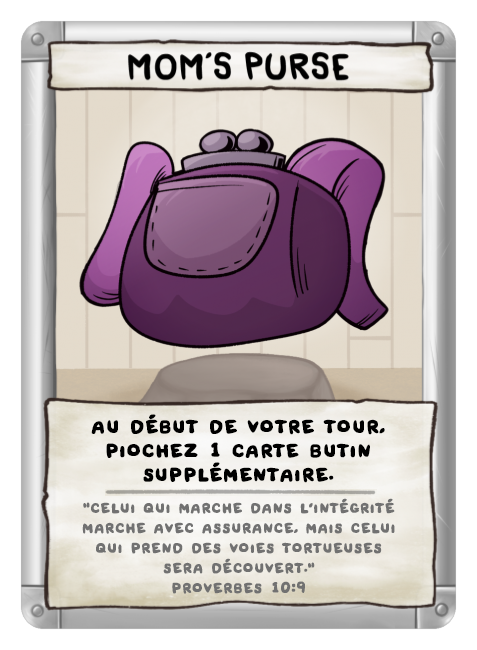 MOM'S PURSE
AU DÉBUT DE VOTRE TOUR,
PIOCHEZ 1 CARTE BUTIN
SUPPLÉMENTAIRE.
"CELUI QUI MARCHE DANS L'INTÉGRITÉ
MARCHE AVEC ASSURANCE, MAIS CELUI
QUI PREND DES VOIES TORTUEUSES
SERA DÉCOUVERT."
PROVERBES 10:9